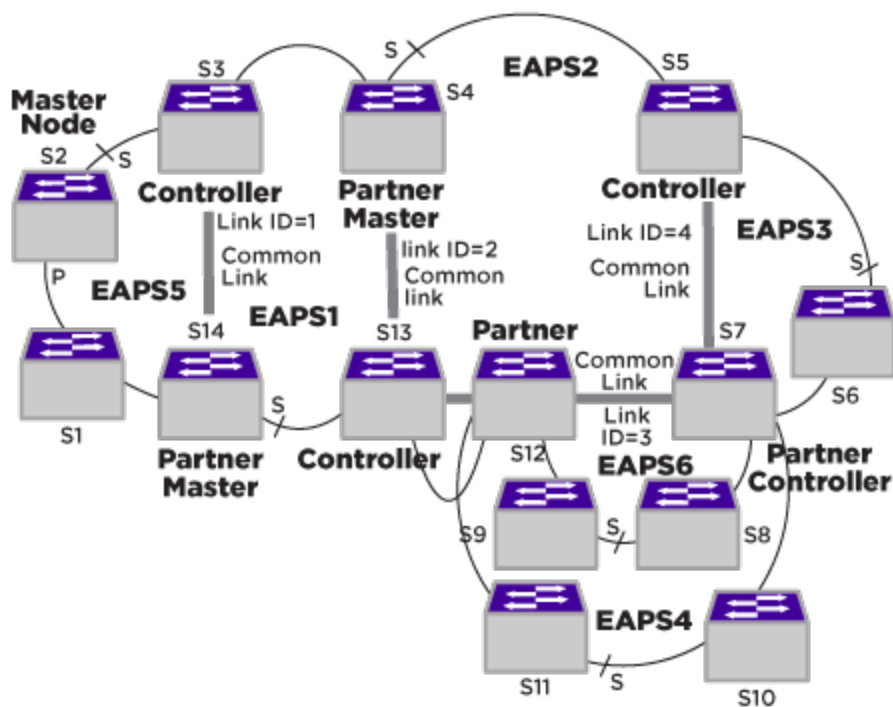 S3
S
EAPS2
S5
S4
Master
Node
S2
S
Controller
Partner
Master
Controller
Link ID=1
Common
Link
link ID=2
Common
link
Link ID=4
Common
Link
EAPS3
S
P
EAPS5
EAPS1
S14
S13
Partner
S7
Common
Link
S
S6
S1
Link
ID=3
Partner
Master
Controller
S12
EAPS6
Partner
Controller
S9
S
S8
EAPS4
S11
S
S10